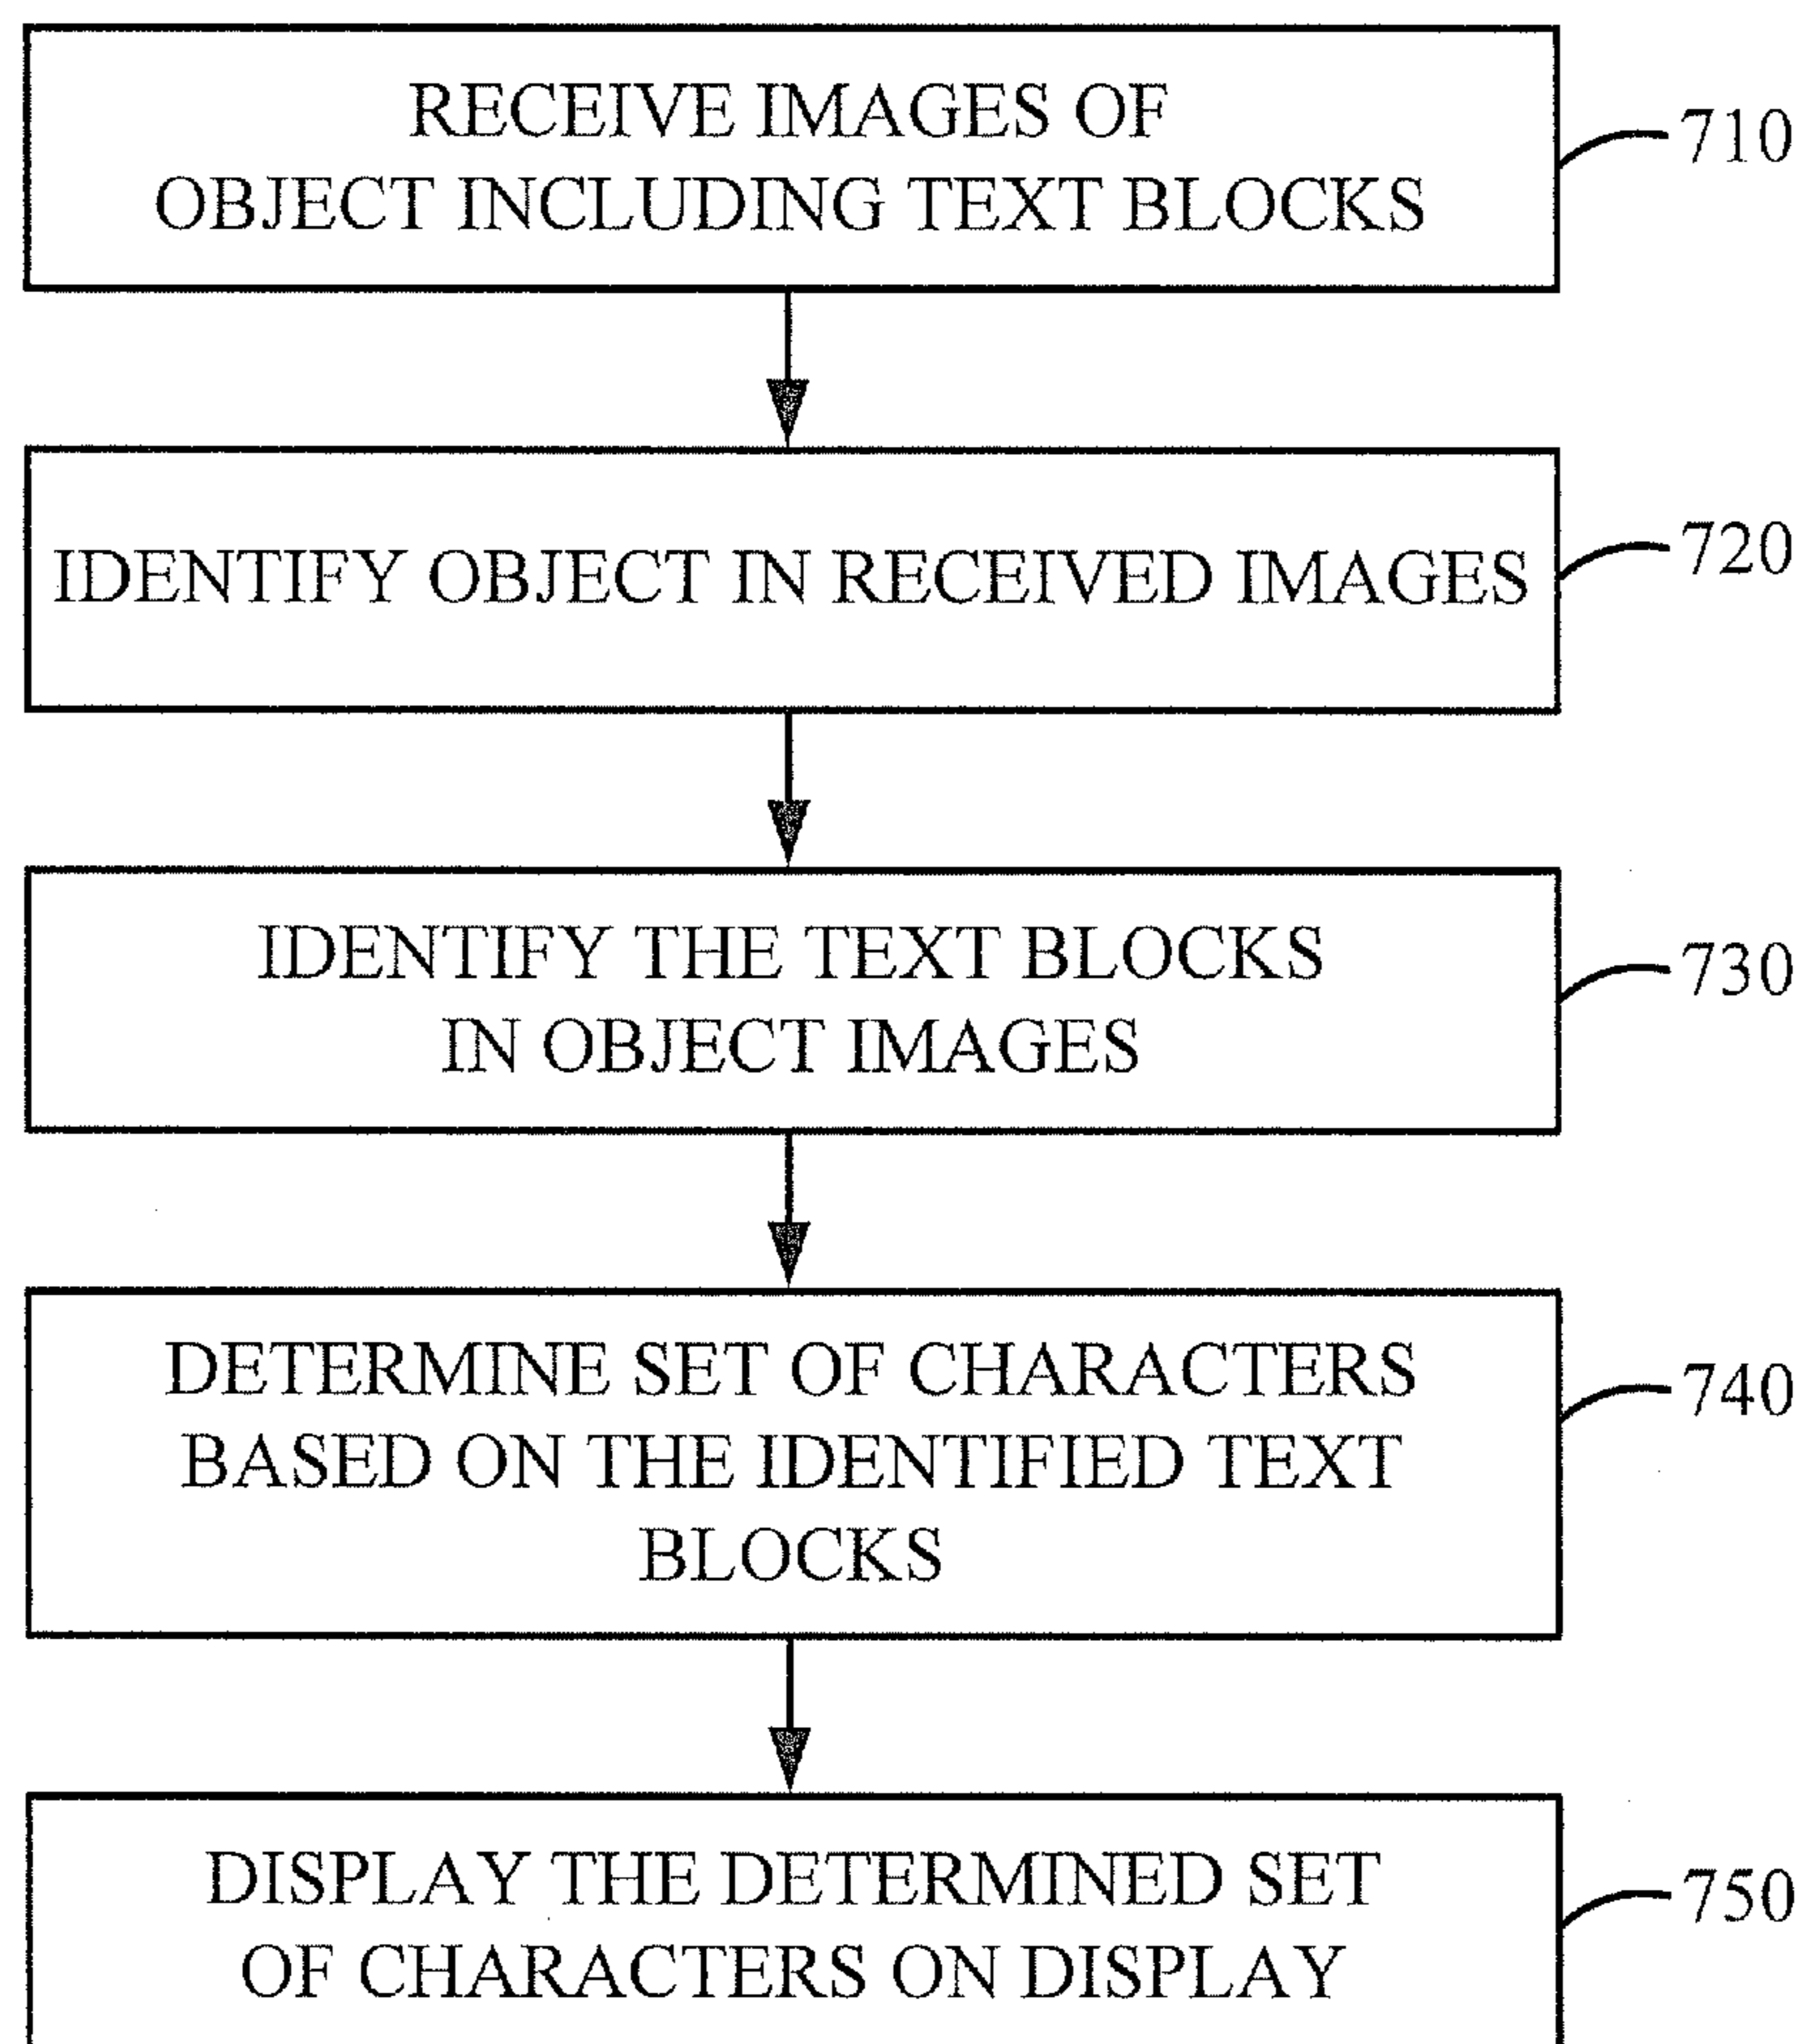 RECEIVE IMAGES OF
OBJECT INCLUDING TEXT BLOCKS
710
IDENTIFY OBJECT IN RECEIVED IMAGES
720
IDENTIFY THE TEXT BLOCKS
IN OBJECT IMAGES
730
DETERMINE SET OF CHARACTERS
BASED ON THE IDENTIFIED TEXT
BLOCKS
740
DISPLAY THE DETERMINED SET
OF CHARACTERS ON DISPLAY
750